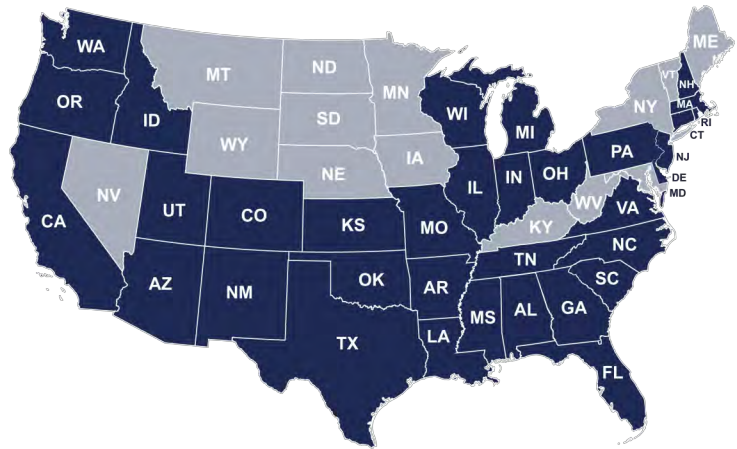 WA
MT
ND
MN
ME
VT
NH
OR
ID
SD
WI
NY
MA
RI
CT
WY
MI
IA
PA
NJ
NE
NV
IL
IN
OH
DE
MD
UT
CO
WV
VA
CA
KS
MO
KY
NC
TN
AZ
NM
OK
AR
SC
MS
AL
GA
TX
LA
FL